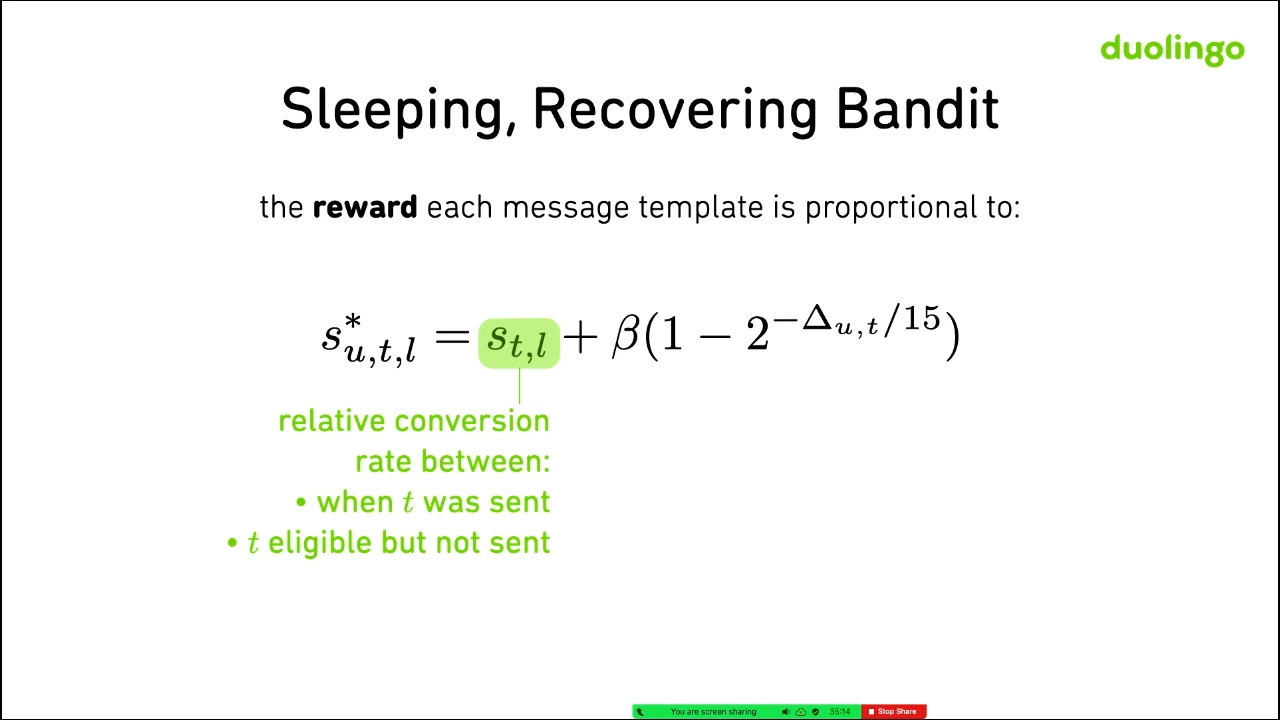 duolingo
Sleeping, Recovering Bandit
the reward each message template is proportional to:
s*_{u,t,l} = s_{t,l} + β(1 − 2^{−Δ_{u,t}/15})
relative conversion
rate between:
• when t was sent
• t eligible but not sent
You are screen sharing 35:14 Stop Share